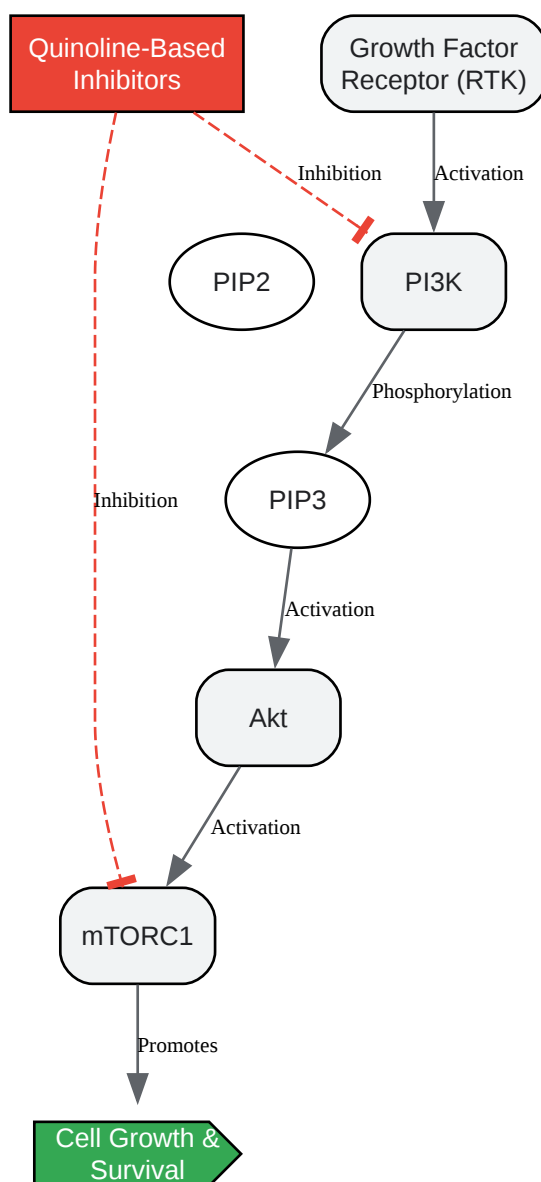 Quinoline-Based
Inhibitors
Growth Factor
Receptor (RTK)
Inhibition
Activation
PIP2
PI3K
Phosphorylation
PIP3
Inhibition
Activation
Akt
Activation
mTORC1
Promotes
Cell Growth &
Survival